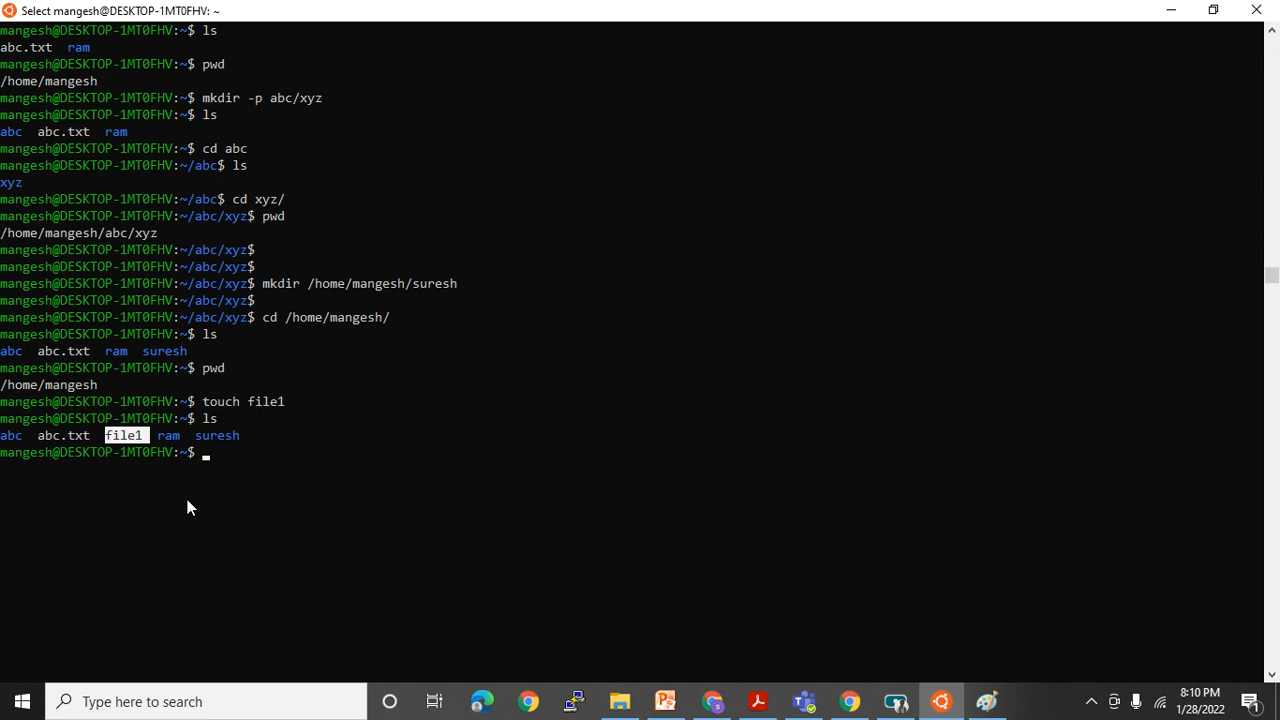 Select mangesh@DESKTOP-1MT0FHV: ~
mangesh@DESKTOP-1MT0FHV:~$ ls
abc.txt ram
mangesh@DESKTOP-1MT0FHV:~$ pwd
/home/mangesh
mangesh@DESKTOP-1MT0FHV:~$ mkdir -p abc/xyz
mangesh@DESKTOP-1MT0FHV:~$ ls
abc abc.txt ram
mangesh@DESKTOP-1MT0FHV:~$ cd abc
mangesh@DESKTOP-1MT0FHV:~/abc$ ls
xyz
mangesh@DESKTOP-1MT0FHV:~/abc$ cd xyz/
mangesh@DESKTOP-1MT0FHV:~/abc/xyz$ pwd
/home/mangesh/abc/xyz
mangesh@DESKTOP-1MT0FHV:~/abc/xyz$
mangesh@DESKTOP-1MT0FHV:~/abc/xyz$
mangesh@DESKTOP-1MT0FHV:~/abc/xyz$ mkdir /home/mangesh/suresh
mangesh@DESKTOP-1MT0FHV:~/abc/xyz$
mangesh@DESKTOP-1MT0FHV:~/abc/xyz$ cd /home/mangesh/
mangesh@DESKTOP-1MT0FHV:~$ ls
abc abc.txt ram suresh
mangesh@DESKTOP-1MT0FHV:~$ pwd
/home/mangesh
mangesh@DESKTOP-1MT0FHV:~$ touch file1
mangesh@DESKTOP-1MT0FHV:~$ ls
abc abc.txt file1 ram suresh
mangesh@DESKTOP-1MT0FHV:~$
Type here to search
8:10 PM
1/28/2022